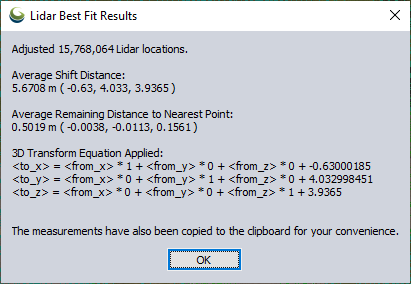 Lidar Best Fit Results
Adjusted 15,768,064 Lidar locations.
Average Shift Distance:
5.6708 m ( -0.63, 4.033, 3.9365 )
Average Remaining Distance to Nearest Point:
0.5019 m ( -0.0038, -0.0113, 0.1561 )
3D Transform Equation Applied:
<to_x> = <from_x> * 1 + <from_y> * 0 + <from_z> * 0 + -0.63000185
<to_y> = <from_x> * 0 + <from_y> * 1 + <from_z> * 0 + 4.032998451
<to_z> = <from_x> * 0 + <from_y> * 0 + <from_z> * 1 + 3.9365
The measurements have also been copied to the clipboard for your convenience.
OK